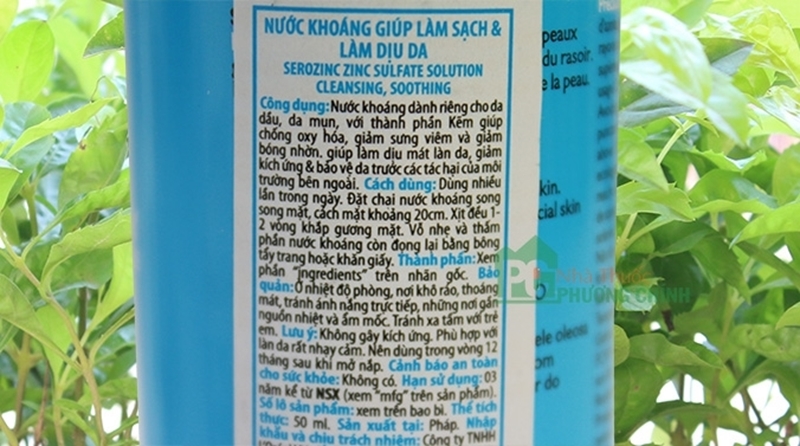 NƯỚC KHOÁNG GIÚP LÀM SẠCH &
LÀM DỊU DA
SEROZINC ZINC SULFATE SOLUTION
CLEANSING, SOOTHING
Công dụng: Nước khoáng dành riêng cho da
dầu, da mụn, với thành phần Kẽm giúp
chống oxy hóa, giảm sưng viêm và giảm
bóng nhờn. giúp làm dịu mát làn da, giảm
kích ứng & bảo vệ da trước các tác hại của môi
trường bên ngoài. Cách dùng: Dùng nhiều
lần trong ngày. Đặt chai nước khoáng song
song mặt, cách mặt khoảng 20cm. Xịt đều 1-
2 vòng khắp gương mặt. Vỗ nhẹ và thấm
phần nước khoáng còn đọng lại bằng bông
tẩy trang hoặc khăn giấy. Thành phần: Xem
phần "ingredients" trên nhãn gốc. Bảo
quản: Ở nhiệt độ phòng, nơi khô ráo, thoáng
mát, tránh ánh nắng trực tiếp, những nơi gần
nguồn nhiệt và ẩm mốc. Tránh xa tầm với trẻ
em. Lưu ý: Không gây kích ứng. Phù hợp với
làn da rất nhạy cảm. Nên dùng trong vòng 12
tháng sau khi mở nắp. Cảnh báo an toàn
cho sức khỏe: Không có. Hạn sử dụng: 03
năm kể từ NSX (xem "mfg" trên sản phẩm).
Số lô sản phẩm: xem trên bao bì. Thể tích
thực: 50 ml. Sản xuất tại: Pháp. Nhập
khẩu và chịu trách nhiệm: Công ty TNHH
peaux
du rasoir.
e la peau.
skin.
cial skin
ele oleoss
om
r do
Nhà thuốc
PHƯƠNG CHÍNH